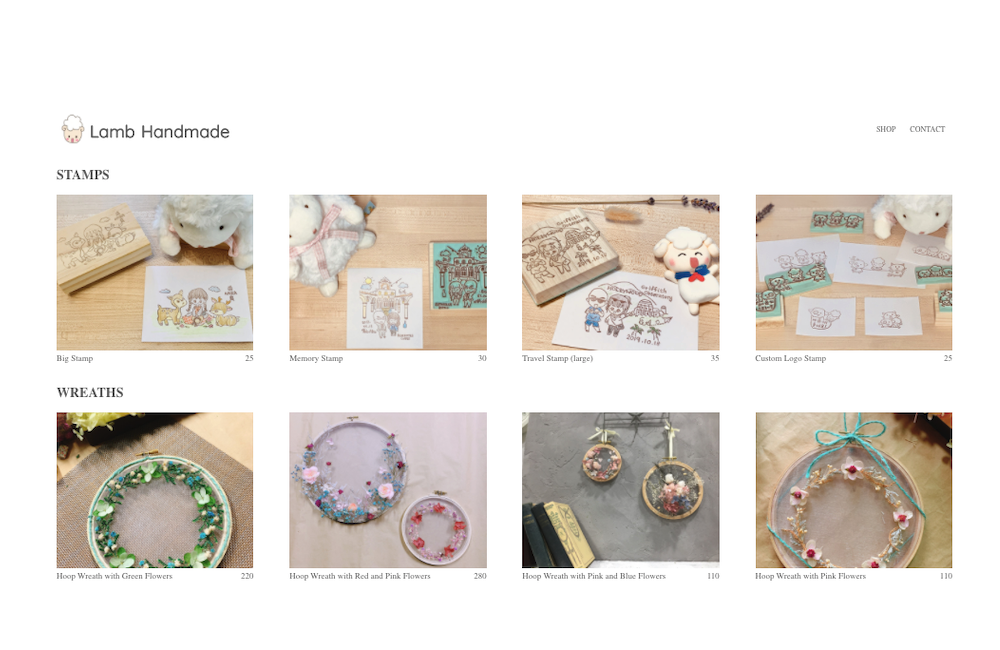 Lamb Handmade
SHOP CONTACT
STAMPS
Big Stamp 25
Memory Stamp 30
Travel Stamp (large) 35
Custom Logo Stamp 25
WREATHS
Hoop Wreath with Green Flowers 220
Hoop Wreath with Red and Pink Flowers 280
Hoop Wreath with Pink and Blue Flowers 110
Hoop Wreath with Pink Flowers 110